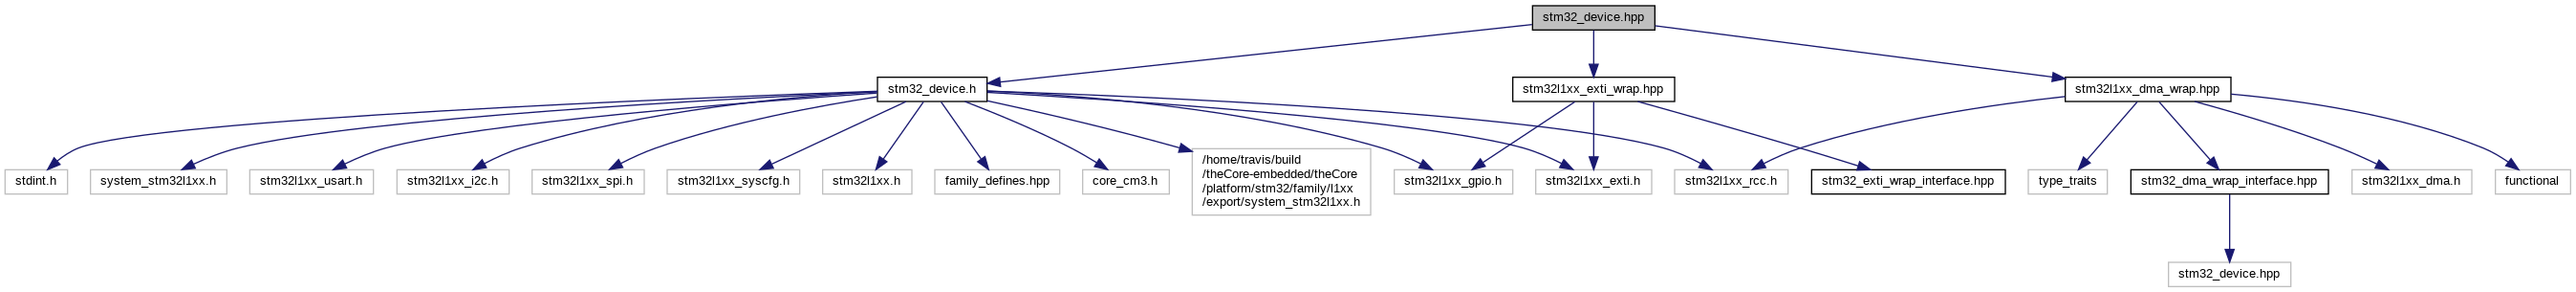 stm32_device.hpp
stm32_device.h
stm32l1xx_exti_wrap.hpp
stm32l1xx_dma_wrap.hpp
stdint.h
system_stm32l1xx.h
stm32l1xx_usart.h
stm32l1xx_i2c.h
stm32l1xx_spi.h
stm32l1xx_syscfg.h
stm32l1xx.h
family_defines.hpp
core_cm3.h
/home/travis/build
/theCore-embedded/theCore
/platform/stm32/family/l1xx
/export/system_stm32l1xx.h
stm32l1xx_gpio.h
stm32l1xx_exti.h
stm32l1xx_rcc.h
stm32_exti_wrap_interface.hpp
type_traits
stm32_dma_wrap_interface.hpp
stm32l1xx_dma.h
functional
stm32_device.hpp